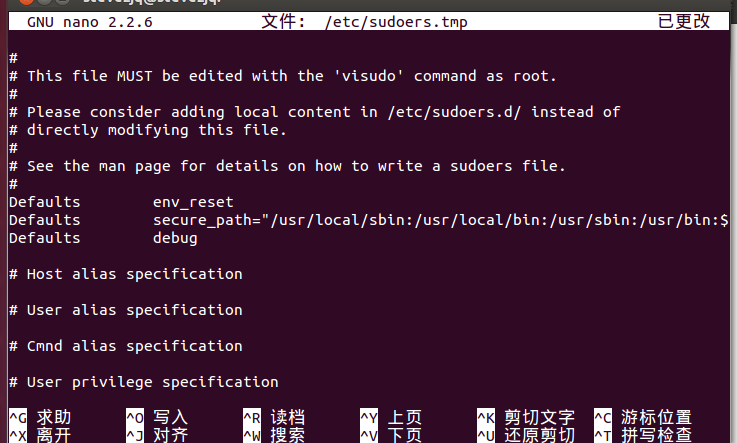 GNU nano 2.2.6 文件: /etc/sudoers.tmp 已更改
#
# This file MUST be edited with the 'visudo' command as root.
#
# Please consider adding local content in /etc/sudoers.d/ instead of
# directly modifying this file.
#
# See the man page for details on how to write a sudoers file.
#
Defaults env_reset
Defaults secure_path="/usr/local/sbin:/usr/local/bin:/usr/sbin:/usr/bin:$
Defaults debug
# Host alias specification
# User alias specification
# Cmnd alias specification
# User privilege specification
^G 求助 ^O 写入 ^R 读档 ^Y 上页 ^K 剪切文字 ^C 游标位置
^X 离开 ^J 对齐 ^W 搜索 ^V 下页 ^U 还原剪切 ^T 拼写检查